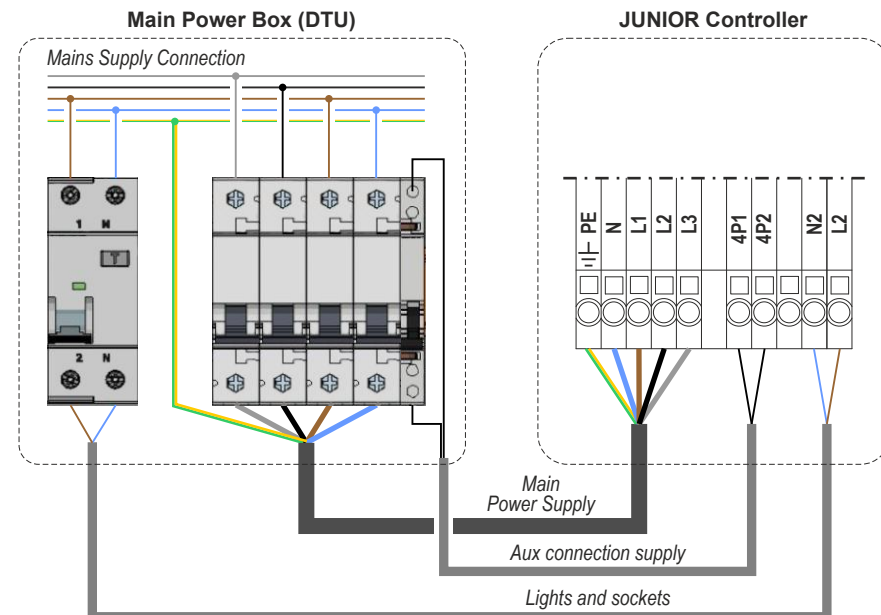 Main Power Box (DTU)
JUNIOR Controller
Mains Supply Connection
1 N
T
2 N
PE
N
L1
L2
L3
4P1
4P2
N2
L2
Main
Power Supply
Aux connection supply
Lights and sockets